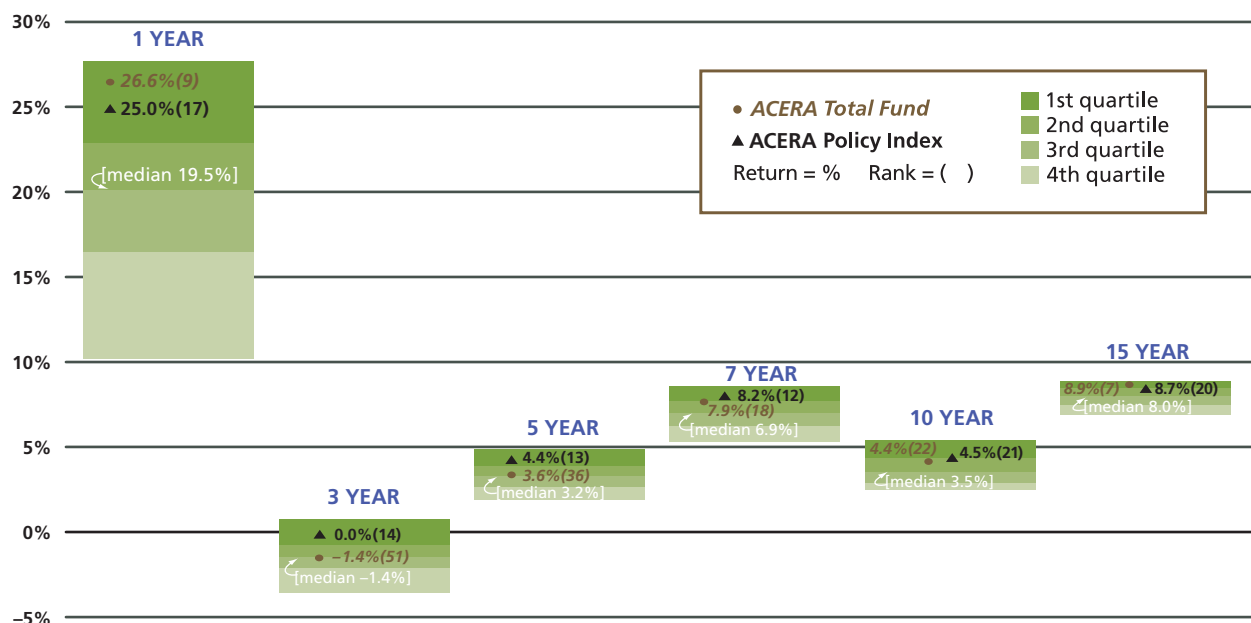 30%
25%
20%
15%
10%
5%
0%
–5%
1 YEAR
26.6%(9)
25.0%(17)
[median 19.5%]
3 YEAR
0.0%(14)
–1.4%(51)
[median –1.4%]
5 YEAR
4.4%(13)
3.6%(36)
[median 3.2%]
7 YEAR
8.2%(12)
7.9%(18)
[median 6.9%]
10 YEAR
4.4%(22)
4.5%(21)
[median 3.5%]
15 YEAR
8.9%(7)
8.7%(20)
[median 8.0%]
ACERA Total Fund
ACERA Policy Index
Return = % Rank = ( )
1st quartile
2nd quartile
3rd quartile
4th quartile